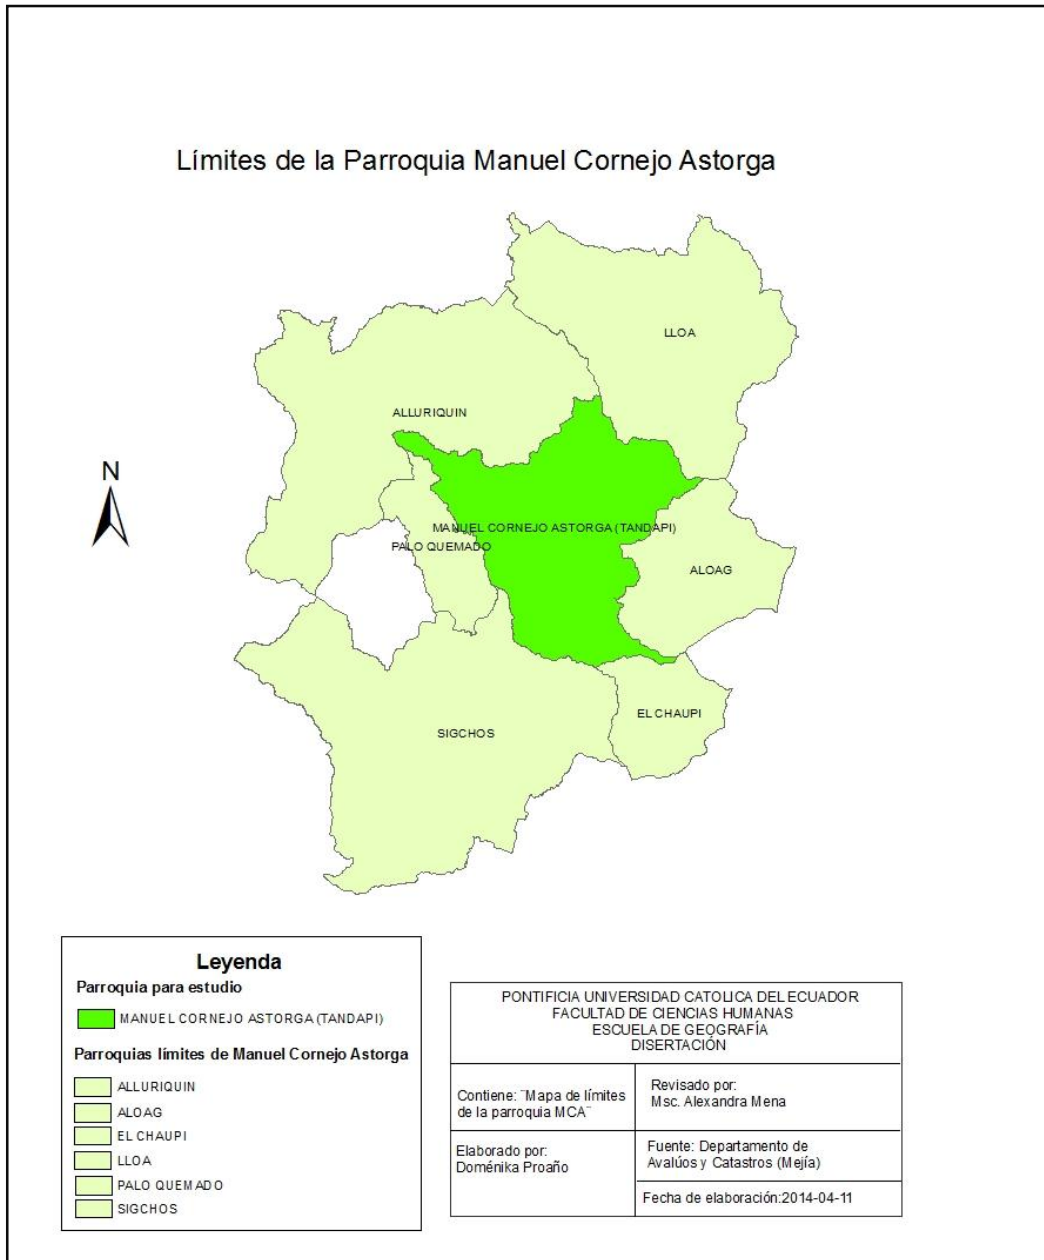 Límites de la Parroquia Manuel Cornejo Astorga
LLOA
ALLURIQUIN
N
MANUEL CORNEJO ASTORGA (TANDAPI)
PALO QUEMADO
ALOAG
EL CHAUPI
SIGCHOS
Leyenda
Parroquia para estudio
MANUEL CORNEJO ASTORGA (TANDAPI)
Parroquias límites de Manuel Cornejo Astorga
ALLURIQUIN
ALOAG
EL CHAUPI
LLOA
PALO QUEMADO
SIGCHOS
PONTIFICIA UNIVERSIDAD CATOLICA DEL ECUADOR
FACULTAD DE CIENCIAS HUMANAS
ESCUELA DE GEOGRAFÍA
DISERTACIÓN
Contiene: ¨Mapa de límites
de la parroquia MCA¨
Revisado por:
Msc. Alexandra Mena
Elaborado por:
Doménika Proaño
Fuente: Departamento de
Avalúos y Catastros (Mejía)
Fecha de elaboración:2014-04-11